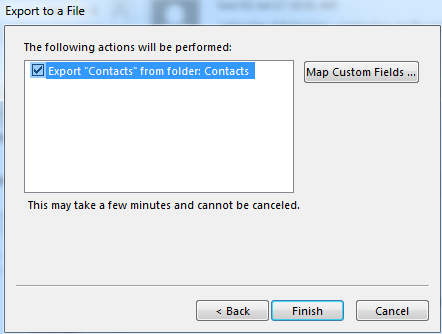 Export to a File
The following actions will be performed:
Export "Contacts" from folder: Contacts
Map Custom Fields ...
This may take a few minutes and cannot be canceled.
< Back
Finish
Cancel